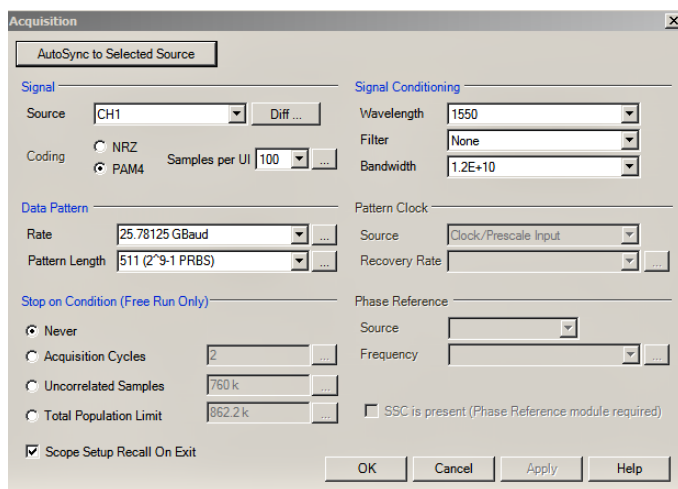 Acquisition
AutoSync to Selected Source
Signal
Source CH1 Diff ...
Coding NRZ
PAM4
Samples per UI 100 ...
Signal Conditioning
Wavelength 1550
Filter None
Bandwidth 1.2E+10
Data Pattern
Rate 25.78125 GBaud ...
Pattern Length 511 (2^9-1 PRBS) ...
Pattern Clock
Source Clock/Prescale Input
Recovery Rate ...
Stop on Condition (Free Run Only)
Never
Acquisition Cycles 2 ...
Uncorrelated Samples 760 k ...
Total Population Limit 862.2 k ...
Phase Reference
Source
Frequency ...
SSC is present (Phase Reference module required)
Scope Setup Recall On Exit
OK Cancel Apply Help